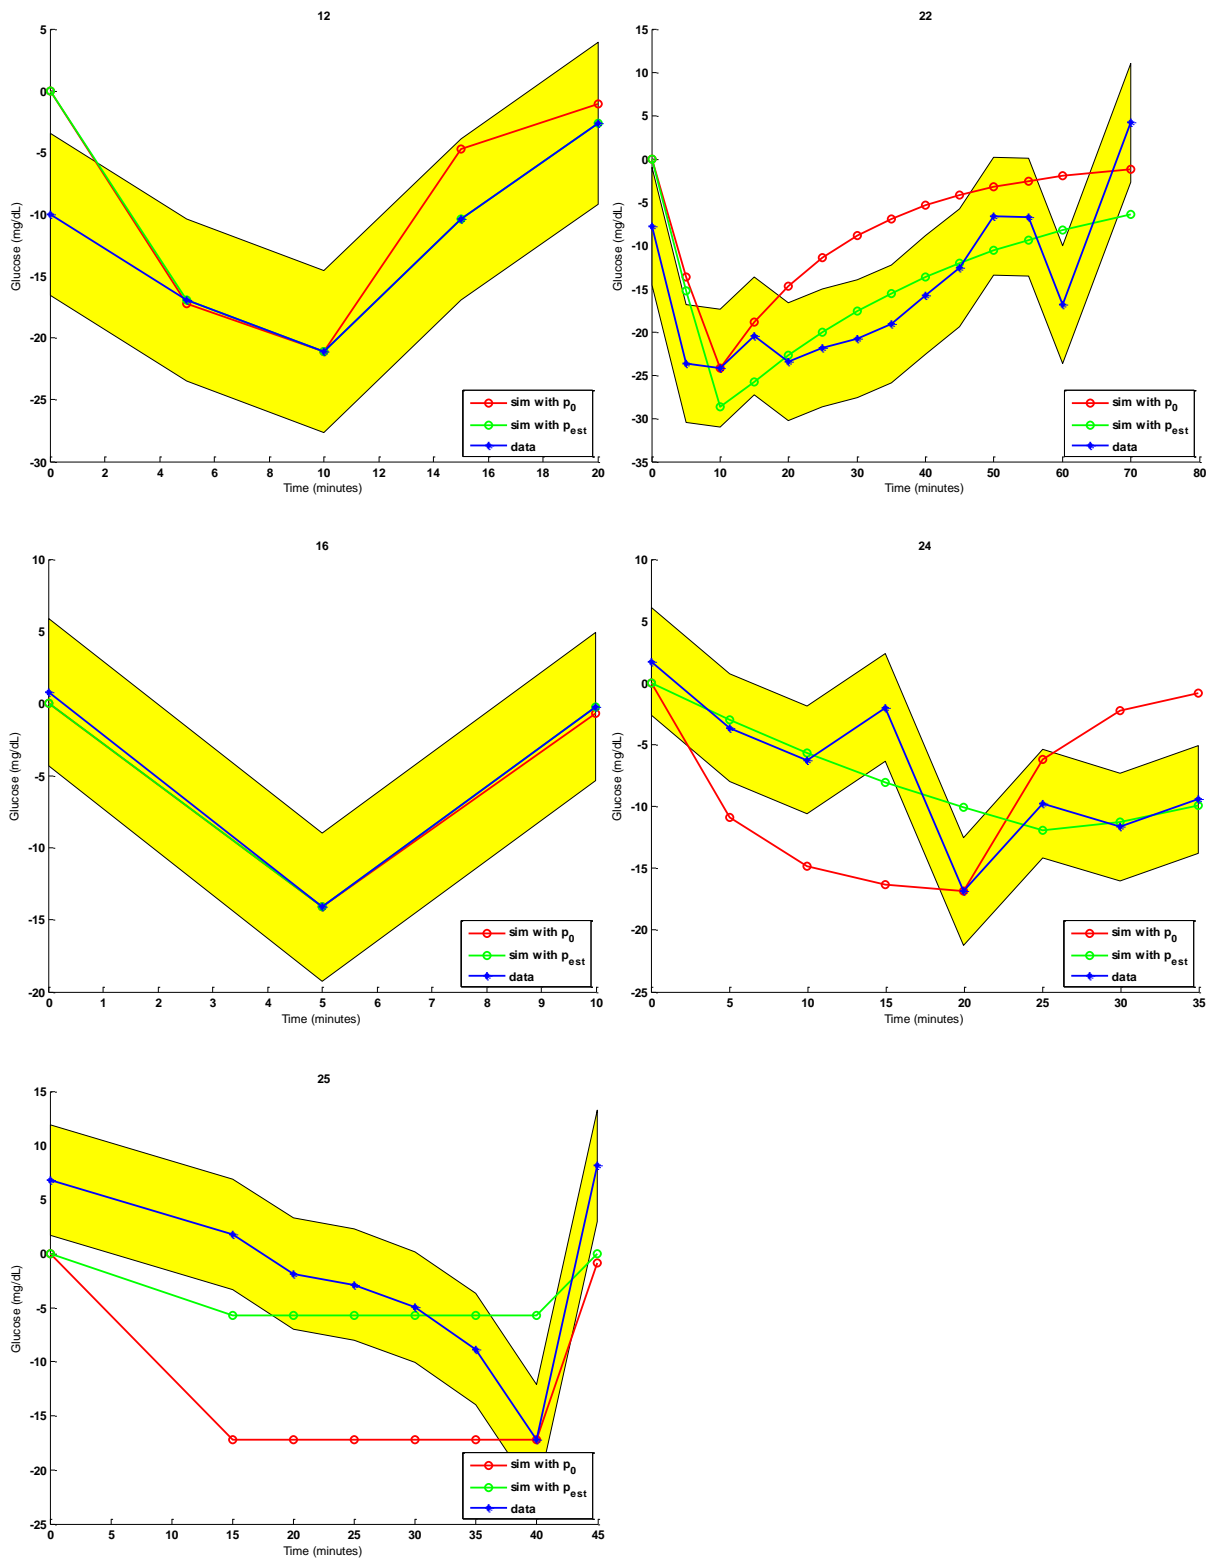 12
5
0
-5
-10
-15
-20
-25
-30
Glucose (mg/dL)
0 2 4 6 8 10 12 14 16 18 20
Time (minutes)
sim with p0
sim with pest
data
22
15
10
5
0
-5
-10
-15
-20
-25
-30
-35
Glucose (mg/dL)
0 10 20 30 40 50 60 70 80
Time (minutes)
sim with p0
sim with pest
data
16
10
5
0
-5
-10
-15
-20
Glucose (mg/dL)
0 1 2 3 4 5 6 7 8 9 10
Time (minutes)
sim with p0
sim with pest
data
24
10
5
0
-5
-10
-15
-20
-25
Glucose (mg/dL)
0 5 10 15 20 25 30 35
Time (minutes)
sim with p0
sim with pest
data
25
15
10
5
0
-5
-10
-15
-20
-25
Glucose (mg/dL)
0 5 10 15 20 25 30 35 40 45
Time (minutes)
sim with p0
sim with pest
data